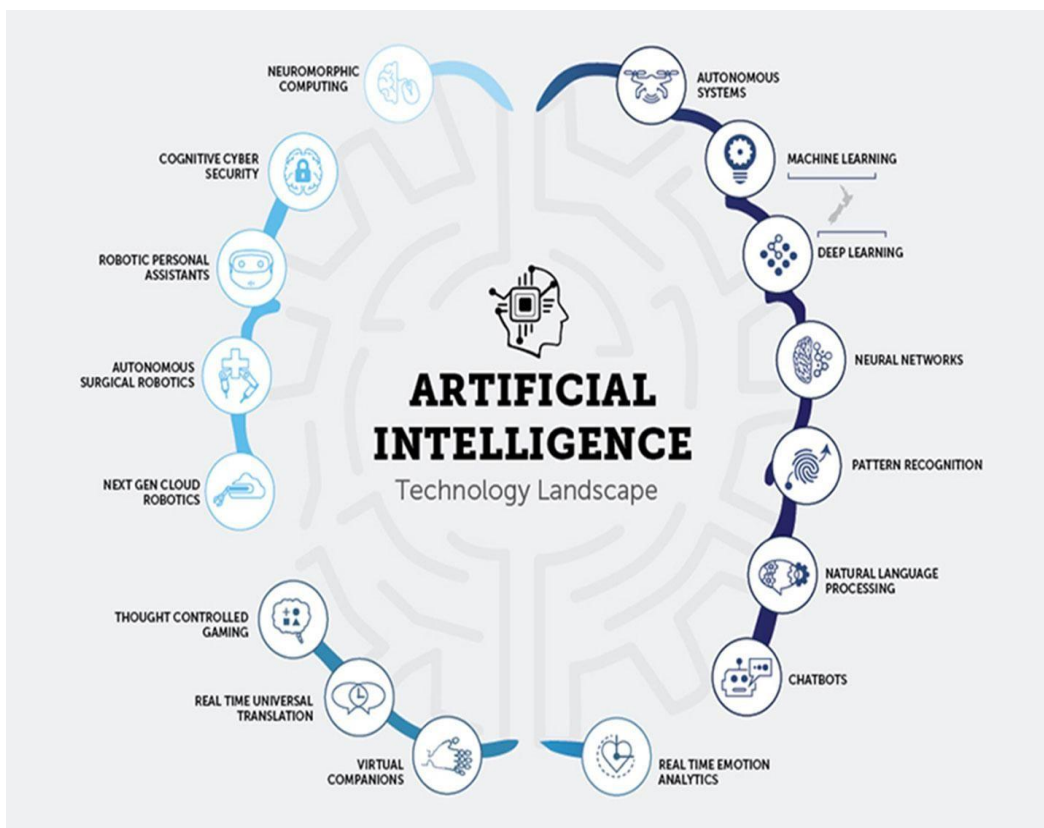 ARTIFICIAL
INTELLIGENCE
Technology Landscape
NEUROMORPHIC
COMPUTING
COGNITIVE CYBER
SECURITY
ROBOTIC PERSONAL
ASSISTANTS
AUTONOMOUS
SURGICAL ROBOTICS
NEXT GEN CLOUD
ROBOTICS
THOUGHT CONTROLLED
GAMING
REAL TIME UNIVERSAL
TRANSLATION
VIRTUAL
COMPANIONS
AUTONOMOUS
SYSTEMS
MACHINE LEARNING
DEEP LEARNING
NEURAL NETWORKS
PATTERN RECOGNITION
NATURAL LANGUAGE
PROCESSING
CHATBOTS
REAL TIME EMOTION
ANALYTICS